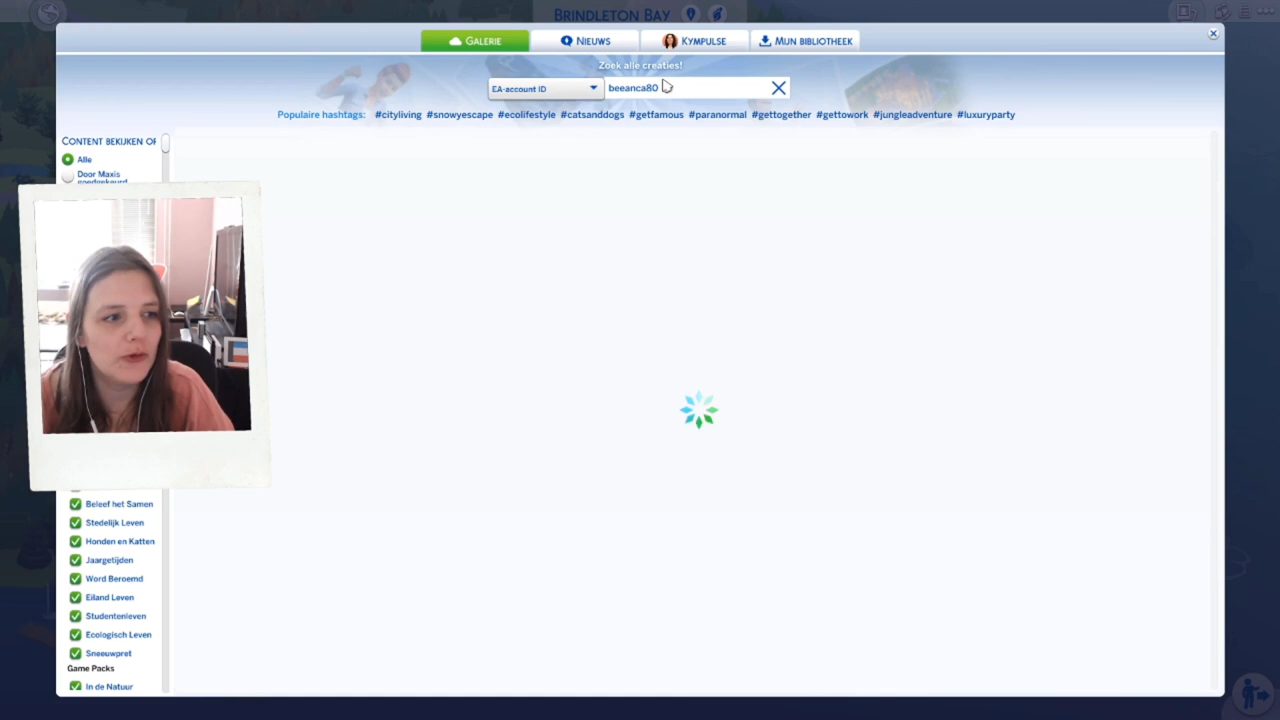 BRINDLETON BAY
GALERIE
NIEUWS
KYMPULSE
MIJN BIBLIOTHEEK
Zoek alle creaties!
EA-account ID
beeanca80
Populaire hashtags: #cityliving #snowyescape #ecolifestyle #catsanddogs #getfamous #paranormal #gettogether #gettowork #jungleadventure #luxuryparty
CONTENT BEKIJKEN OP
Alle
Door Maxis
goedgekeurd
Beleef het Samen
Stedelijk Leven
Honden en Katten
Jaargetijden
Word Beroemd
Eiland Leven
Studentenleven
Ecologisch Leven
Sneeuwpret
Game Packs
In de Natuur